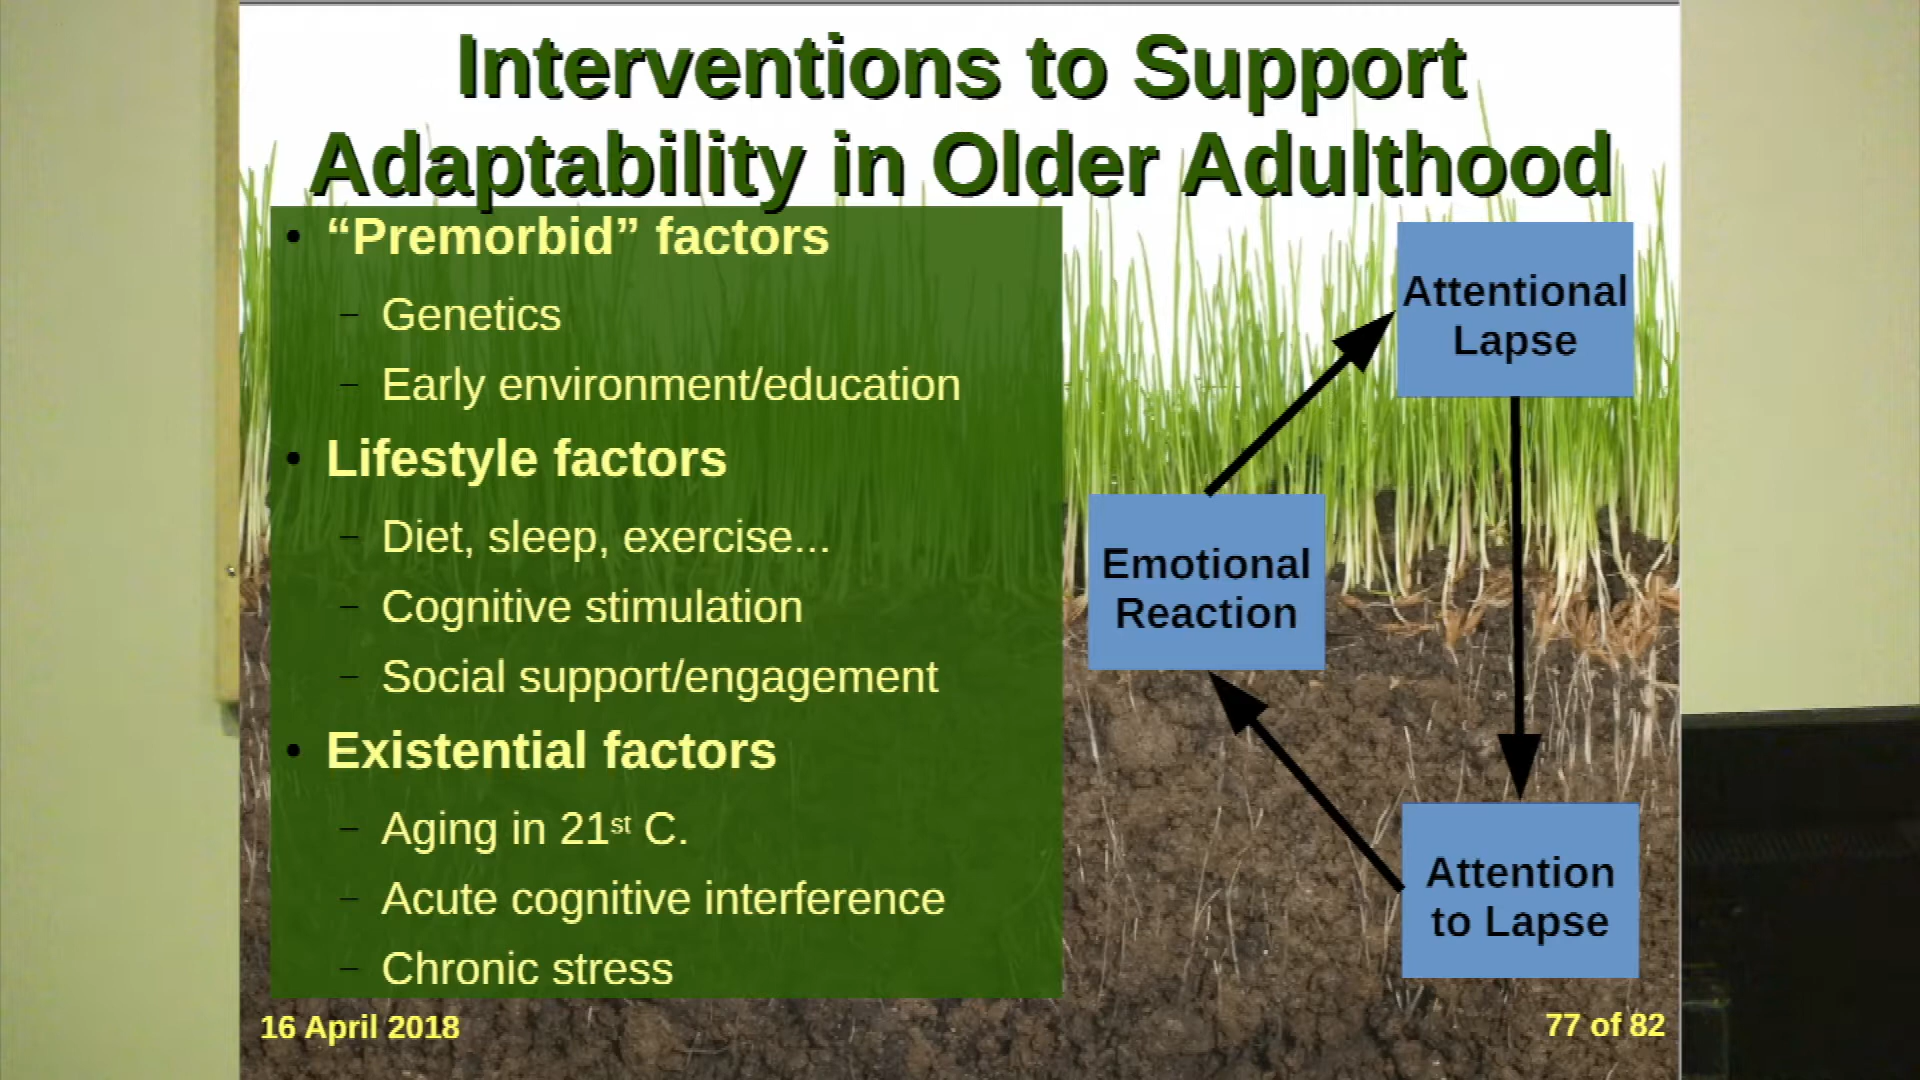 Interventions to Support
Adaptability in Older Adulthood
• “Premorbid” factors
– Genetics
– Early environment/education
• Lifestyle factors
– Diet, sleep, exercise...
– Cognitive stimulation
– Social support/engagement
• Existential factors
– Aging in 21st C.
– Acute cognitive interference
– Chronic stress
Attentional
Lapse
Emotional
Reaction
Attention
to Lapse
16 April 2018
77 of 82